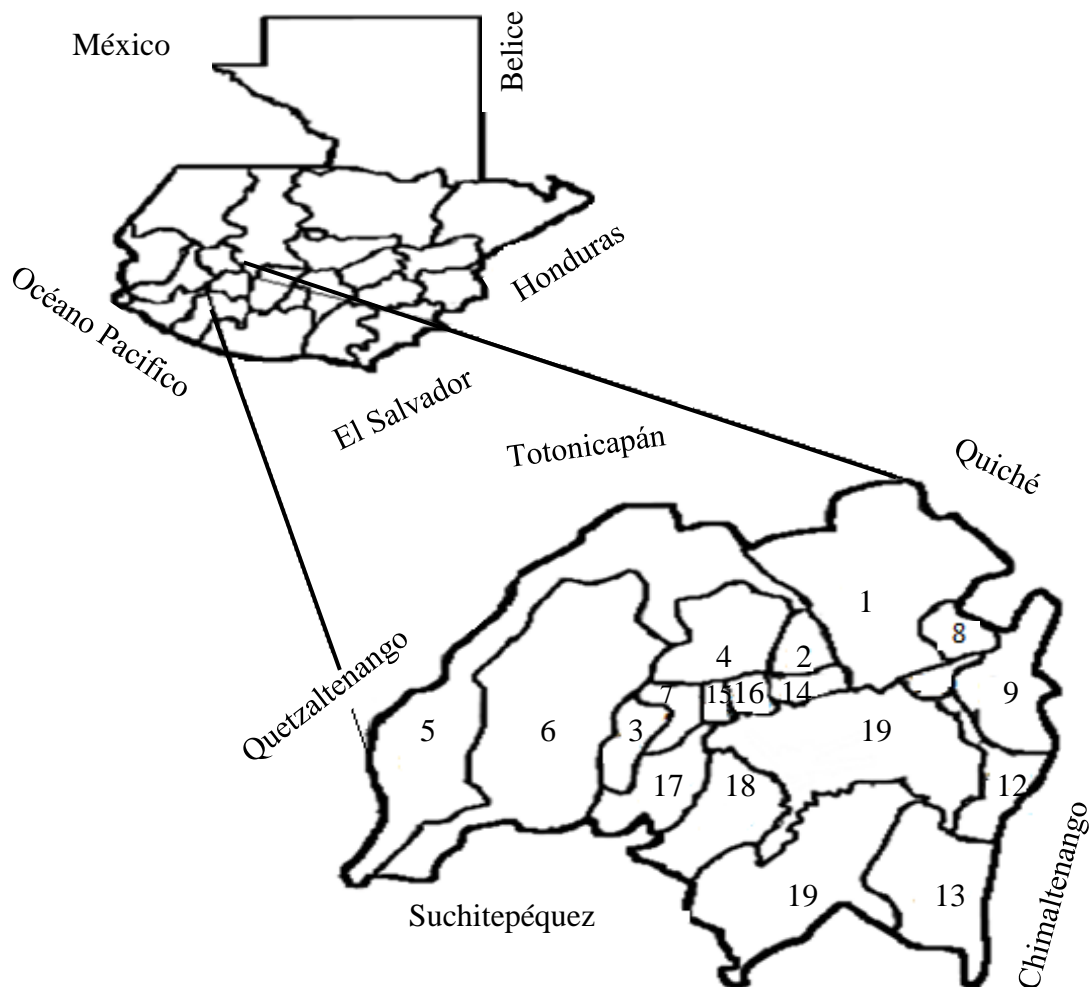 México
Belice
Honduras
Océano Pacifico
El Salvador
Totonicapán
Quiché
Quetzaltenango
1
8
4
2
9
7
15
16
14
5
6
3
19
17
18
12
19
13
Suchitepéquez
Chimaltenango